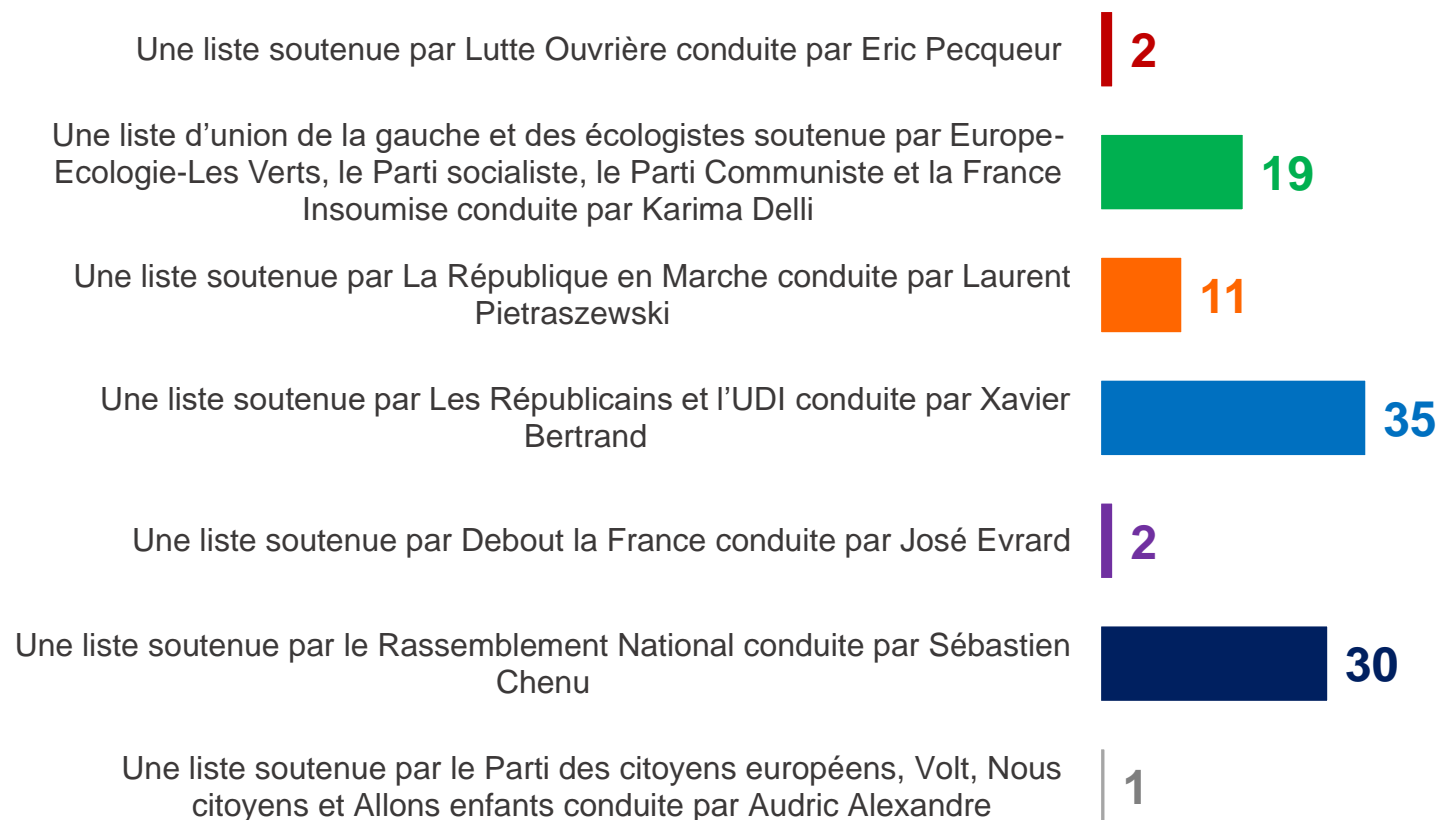 Une liste soutenue par Lutte Ouvrière conduite par Eric Pecqueur
2
Une liste d’union de la gauche et des écologistes soutenue par Europe-
Ecologie-Les Verts, le Parti socialiste, le Parti Communiste et la France
Insoumise conduite par Karima Delli
19
Une liste soutenue par La République en Marche conduite par Laurent
Pietraszewski
11
Une liste soutenue par Les Républicains et l’UDI conduite par Xavier
Bertrand
35
Une liste soutenue par Debout la France conduite par José Evrard
2
Une liste soutenue par le Rassemblement National conduite par Sébastien
Chenu
30
Une liste soutenue par le Parti des citoyens européens, Volt, Nous
citoyens et Allons enfants conduite par Audric Alexandre
1